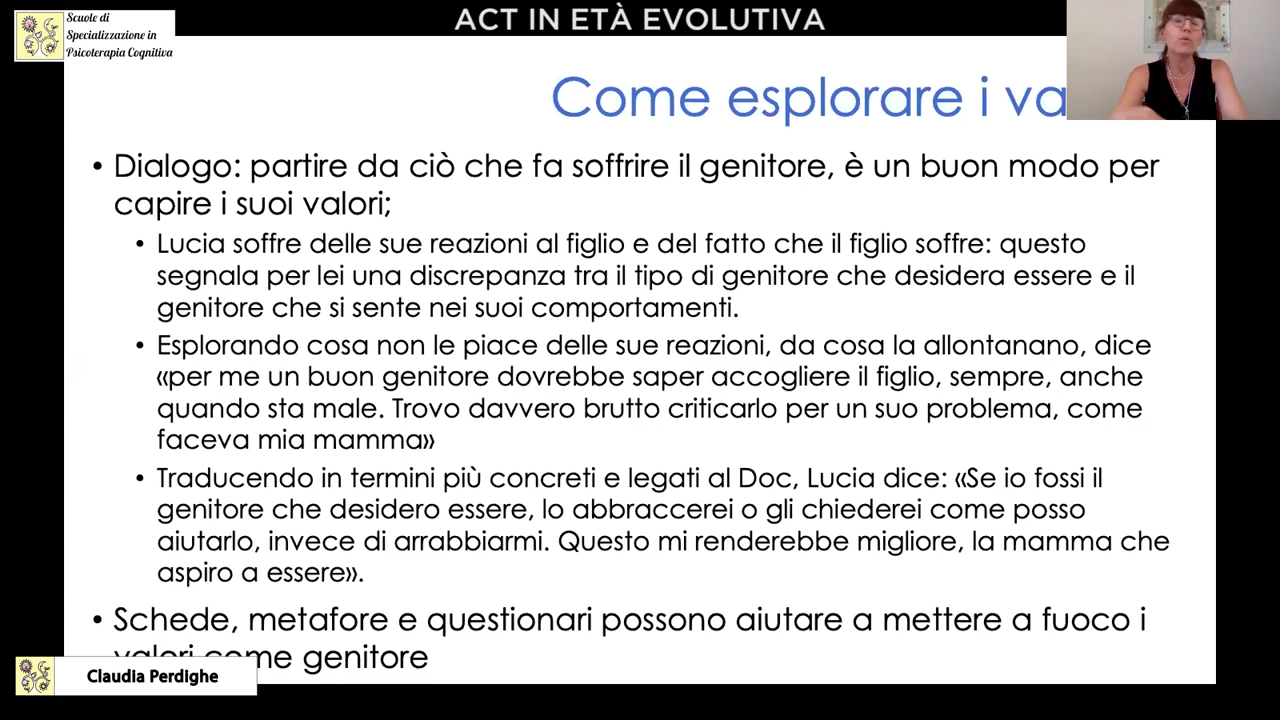 Scuole di
Specializzazione in
Psicoterapia Cognitiva
ACT IN ETÀ EVOLUTIVA
Come esplorare i va
• Dialogo: partire da ciò che fa soffrire il genitore, è un buon modo per
capire i suoi valori;
• Lucia soffre delle sue reazioni al figlio e del fatto che il figlio soffre: questo
segnala per lei una discrepanza tra il tipo di genitore che desidera essere e il
genitore che si sente nei suoi comportamenti.
• Esplorando cosa non le piace delle sue reazioni, da cosa la allontanano, dice
«per me un buon genitore dovrebbe saper accogliere il figlio, sempre, anche
quando sta male. Trovo davvero brutto criticarlo per un suo problema, come
faceva mia mamma»
• Traducendo in termini più concreti e legati al Doc, Lucia dice: «Se io fossi il
genitore che desidero essere, lo abbraccerei o gli chiederei come posso
aiutarlo, invece di arrabbiarmi. Questo mi renderebbe migliore, la mamma che
aspiro a essere».
• Schede, metafore e questionari possono aiutare a mettere a fuoco i
valori come genitore
Claudia Perdighe